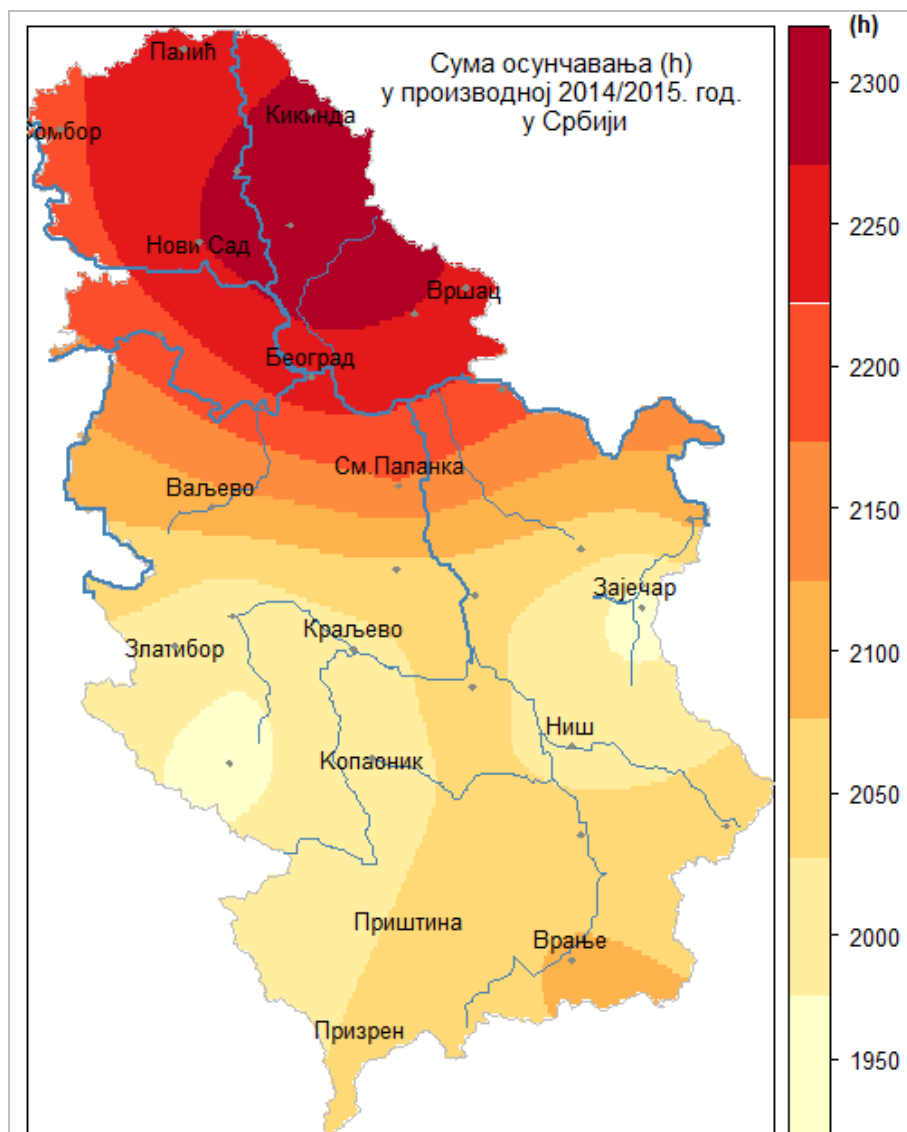 (h)
Сума осунчавања (h)
у производној 2014/2015. год.
у Србији
Палић
Кикинда
Сомбор
Нови Сад
Вршац
Београд
См.Паланка
Ваљево
Зајечар
Краљево
Златибор
Ниш
Копаоник
Приштина
Врање
Призрен
2300
2250
2200
2150
2100
2050
2000
1950